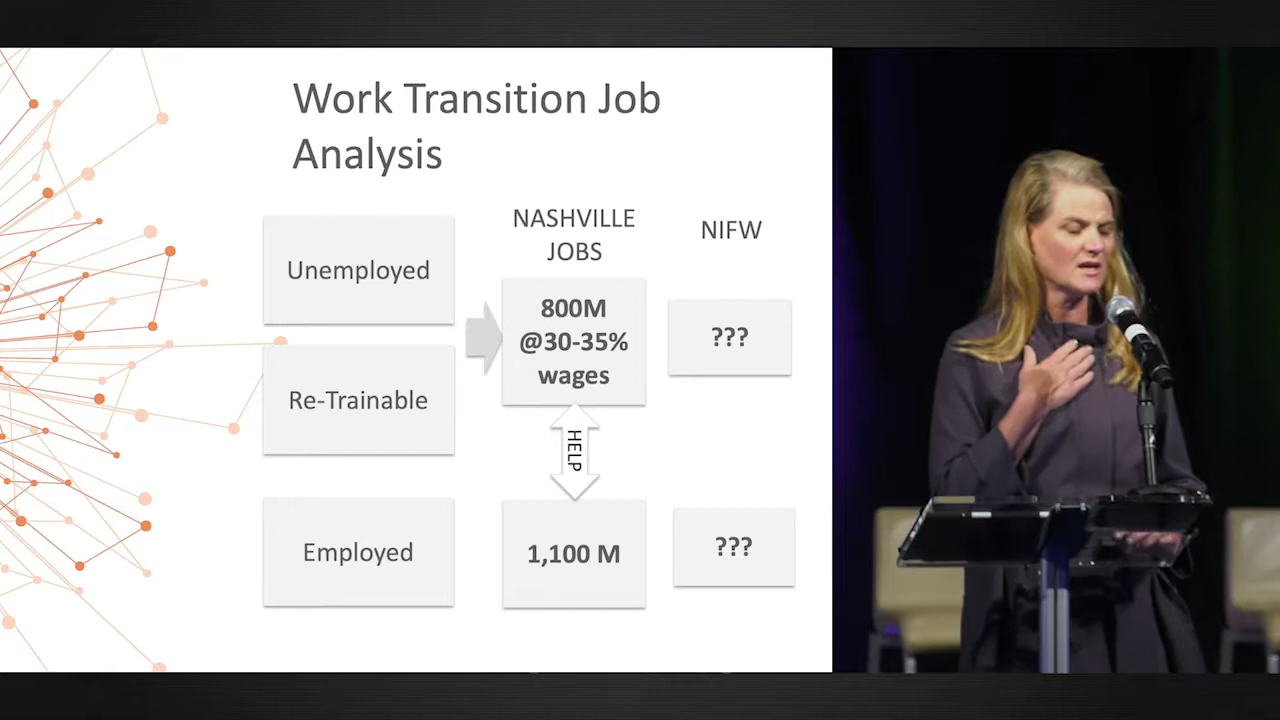 Work Transition Job
Analysis
NASHVILLE
JOBS
NIFW
Unemployed
Re-Trainable
800M
@30-35%
wages
???
HELP
Employed
1,100 M
???